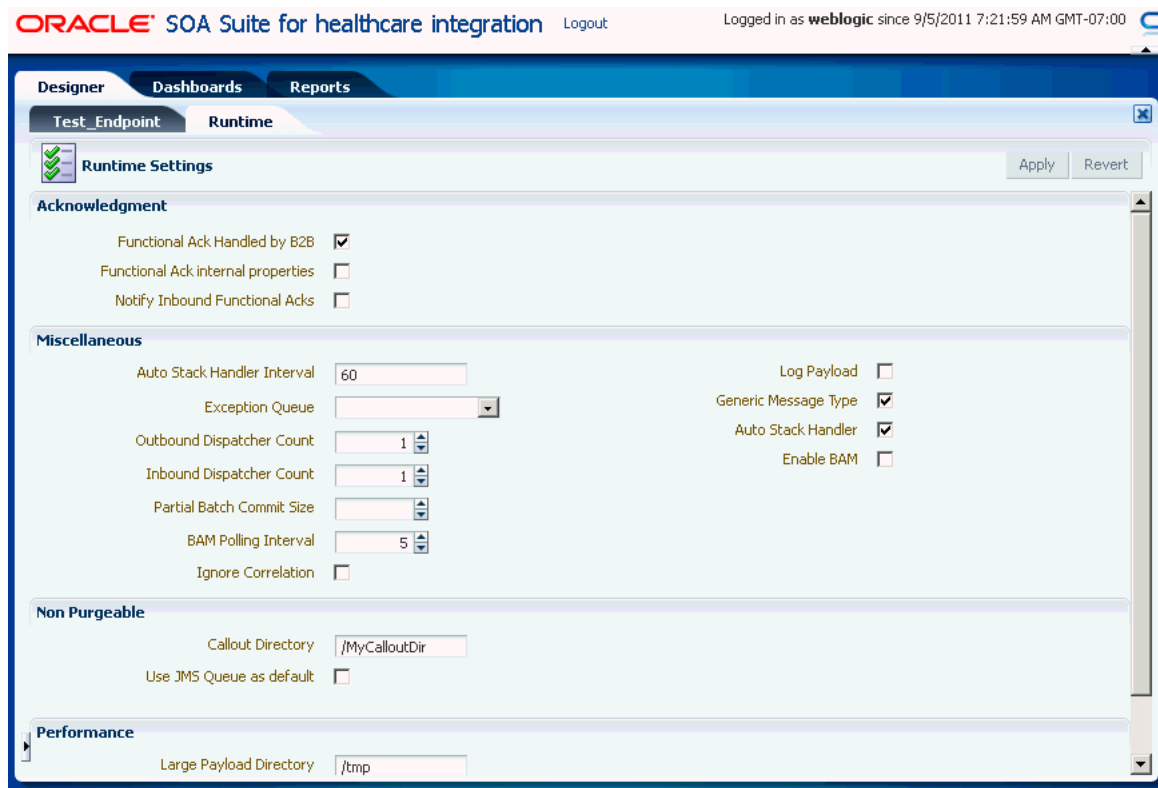 ORACLE SOA Suite for healthcare integration Logout Logged in as weblogic since 9/5/2011 7:21:59 AM GMT-07:00
Designer Dashboards Reports
Test_Endpoint Runtime
Runtime Settings Apply Revert
Acknowledgment
Functional Ack Handled by B2B
Functional Ack internal properties
Notify Inbound Functional Acks
Miscellaneous
Auto Stack Handler Interval 60 Log Payload
Exception Queue Generic Message Type
Outbound Dispatcher Count 1 Auto Stack Handler
Inbound Dispatcher Count 1 Enable BAM
Partial Batch Commit Size
BAM Polling Interval 5
Ignore Correlation
Non Purgeable
Callout Directory /MyCalloutDir
Use JMS Queue as default
Performance
Large Payload Directory /tmp